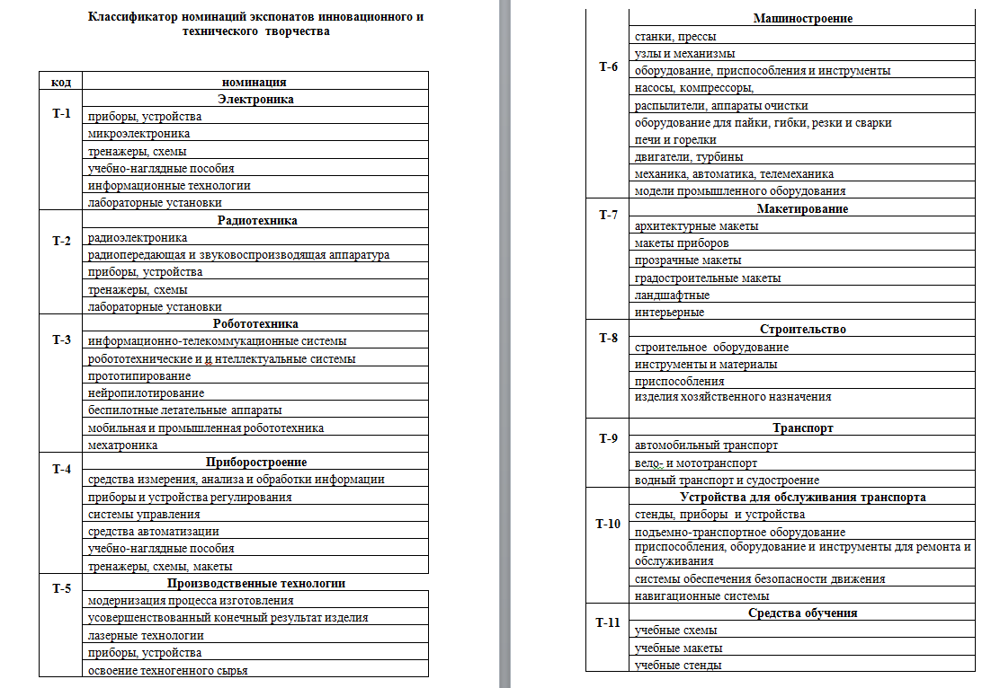 Классификатор номинаций экспонатов инновационного и
технического творчества
код номинация
Электроника
Т-1
приборы, устройства
микроэлектроника
тренажеры, схемы
учебно-наглядные пособия
информационные технологии
лабораторные установки
Радиотехника
Т-2
радиоэлектроника
радиопередающая и звуковоспроизводящая аппаратура
приборы, устройства
тренажеры, схемы
лабораторные установки
Робототехника
Т-3
информационно-телекоммукационные системы
робототехнические и и нтеллектуальные системы
прототипирование
нейропилотирование
беспилотные летательные аппараты
мобильная и промышленная робототехника
мехатроника
Приборостроение
Т-4
средства измерения, анализа и обработки информации
приборы и устройства регулирования
системы управления
средства автоматизации
учебно-наглядные пособия
тренажеры, схемы, макеты
Производственные технологии
Т-5
модернизация процесса изготовления
усовершенствованный конечный результат изделия
лазерные технологии
приборы, устройства
освоение техногенного сырья
Машиностроение
станки, прессы
узлы и механизмы
Т-6
оборудование, приспособления и инструменты
насосы, компрессоры,
распылители, аппараты очистки
оборудование для пайки, гибки, резки и сварки
печи и горелки
двигатели, турбины
механика, автоматика, телемеханика
модели промышленного оборудования
Макетирование
Т-7
архитектурные макеты
макеты приборов
прозрачные макеты
градостроительные макеты
ландшафтные
интерьерные
Строительство
Т-8
строительное оборудование
инструменты и материалы
приспособления
изделия хозяйственного назначения
Транспорт
Т-9
автомобильный транспорт
вело- и мототранспорт
водный транспорт и судостроение
Устройства для обслуживания транспорта
стенды, приборы и устройства
Т-10
подъемно-транспортное оборудование
приспособления, оборудование и инструменты для ремонта и
обслуживания
системы обеспечения безопасности движения
навигационные системы
Средства обучения
Т-11
учебные схемы
учебные макеты
учебные стенды